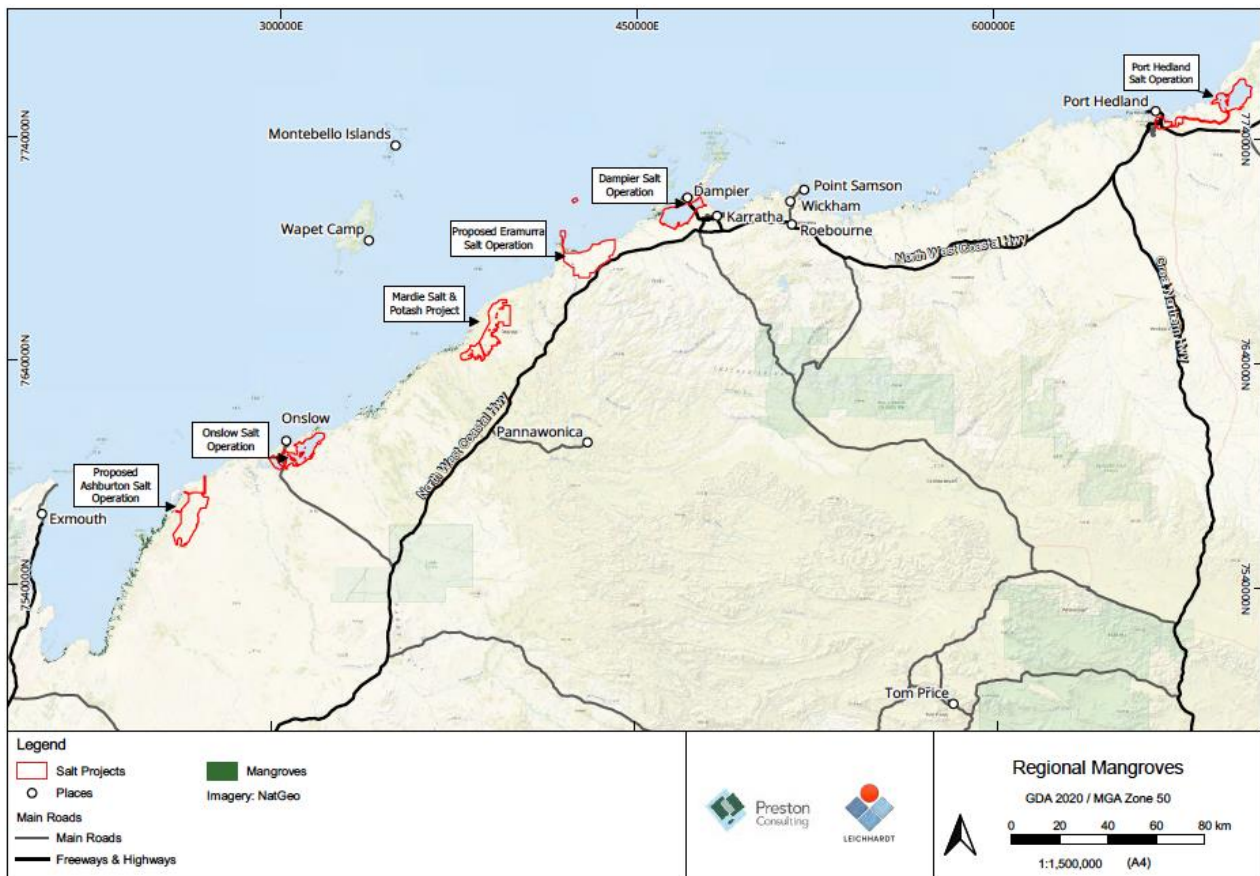 300000E
450000E
600000E
7740000N
7640000N
7540000N
7740000N
7640000N
7540000N
Port Hedland
Salt Operation
Port Hedland
Montebello Islands
Dampier Salt
Operation
Dampier
Point Samson
Wickham
Karratha
Roebourne
Wapet Camp
Proposed Eramurra
Salt Operation
North West Coastal Hwy
Great Northern Hwy
Mardie Salt &
Potash Project
Onslow
Onslow Salt
Operation
Pannawonica
North West Coastal Hwy
Proposed
Ashburton Salt
Operation
Exmouth
Tom Price
Legend
Salt Projects
Mangroves
Places
Imagery: NatGeo
Main Roads
Main Roads
Freeways & Highways
Preston
Consulting
LEICHHARDT
Regional Mangroves
GDA 2020 / MGA Zone 50
0 20 40 60 80 km
1:1,500,000 (A4)